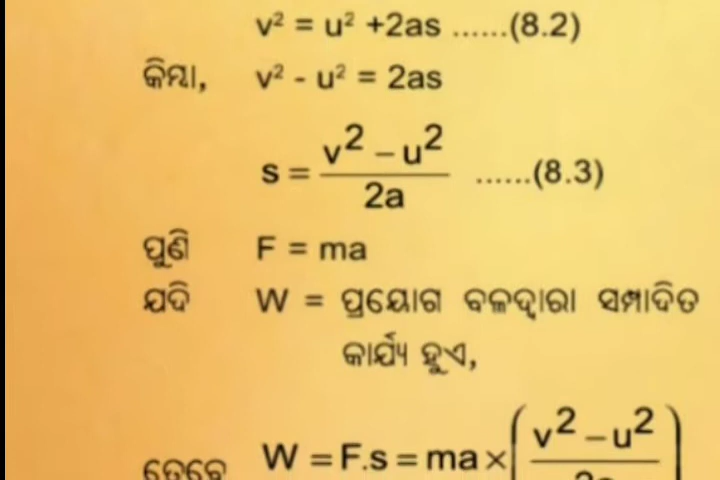 v² = u² +2as ......(8.2)
କିମ୍ବା, v² - u² = 2as
s = (v² – u²)/2a ......(8.3)
ପୁଣି F = ma
ଯଦି W = ପ୍ରୟୋଗ ବଳଦ୍ୱାରା ସମ୍ପାଦିତ
କାର୍ଯ୍ୟ ହୁଏ,
ତେବେ W = F.s = ma × (v² – u²